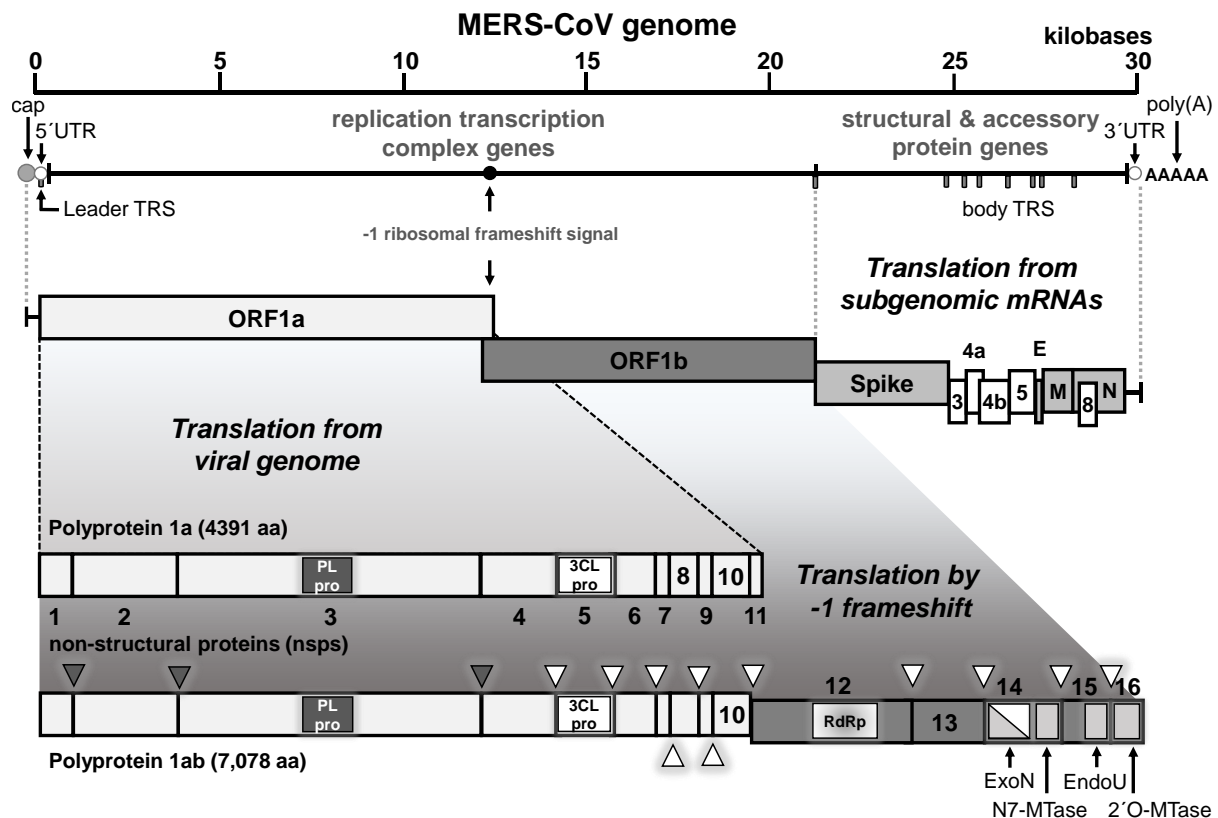 MERS-CoV genome
kilobases
0 5 10 15 20 25 30
cap
5´UTR
replication transcription
complex genes
structural & accessory
protein genes
3´UTR
poly(A)
AAAAA
Leader TRS
body TRS
-1 ribosomal frameshift signal
Translation from
subgenomic mRNAs
ORF1a
ORF1b
Spike
3
4a
4b
5
E
M
8
N
Translation from
viral genome
Polyprotein 1a (4391 aa)
PL
pro
3CL
pro
8
10
1 2 3 4 5 6 7 9 11
non-structural proteins (nsps)
Translation by
-1 frameshift
12
14
15
16
PL
pro
3CL
pro
10
RdRp
13
Polyprotein 1ab (7,078 aa)
ExoN
EndoU
N7-MTase
2´O-MTase